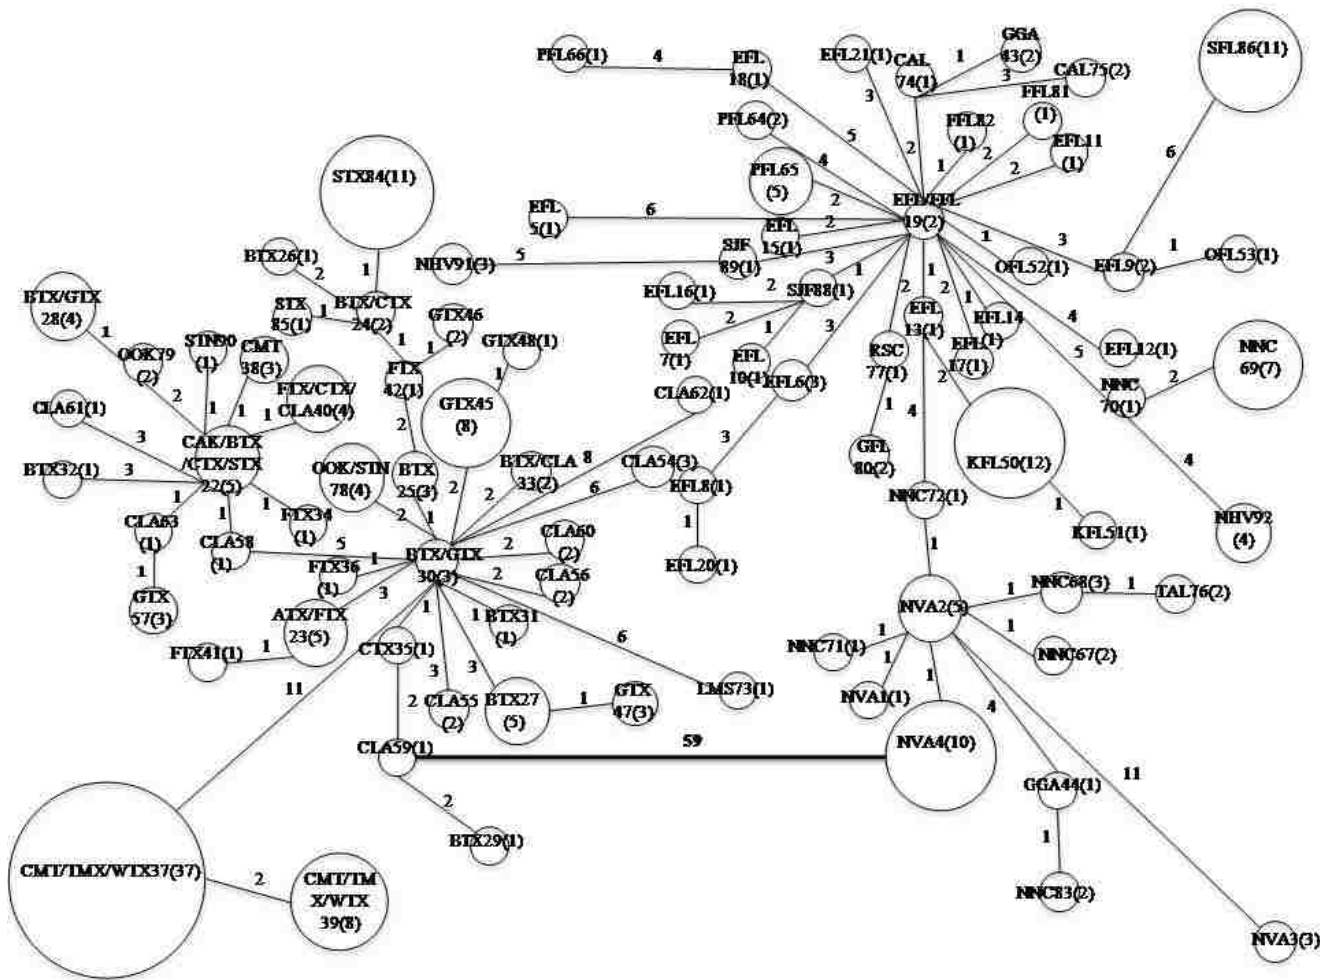 PFL66(1)
4
EFL
18(1)
EFL21(1)
CAL
74(1)
1
GGA
43(2)
3
CAL75(2)
SFL86(11)
3
FFL81
(1)
PFL64(2)
5
FFL82
(1)
EFL11
(1)
2
2
2
1
6
4
PFL65
(5)
2
STX84(11)
EFL/FFL
19(2)
EFL
5(1)
6
EFL
15(1)
2
1
3
BTX26(1)
NHV91(3)
5
SJF
89(1)
OFL52(1)
EFL9(2)
1
OFL53(1)
2
1
3
1
2
1
2
BTX/GTX
28(4)
STX
85(1)
1
BTX/CTX
24(2)
GTX46
(2)
EFL16(1)
2
SJF88(1)
EFL
13(1)
2
1
EFL14
(1)
4
1
OOK79
(2)
STN90
(1)
CMT
38(3)
1
1
GTX48(1)
EFL
7(1)
2
1
3
RSC
77(1)
EFL
17(1)
5
EFL12(1)
NNC
69(7)
FTX
42(1)
1
EFL
10(1)
EFL6(3)
2
NNC
70(1)
2
2
1
1
FTX/CTX/
CLA40(4)
1
CLA62(1)
GTX45
(8)
CLA61(1)
1
4
3
CAK/BTX
/CTX/STX
22(5)
2
3
GFL
80(2)
8
BTX32(1)
3
OOK/STN
78(4)
BTX
25(3)
BTX/CLA
33(2)
CLA54(3)
KFL50(12)
4
EFL8(1)
6
2
2
1
1
NNC72(1)
1
CLA63
(1)
FTX34
(1)
2
1
KFL51(1)
NHV92
(4)
1
CLA58
(1)
5
1
BTX/GTX
30(3)
2
CLA60
(2)
1
1
FTX36
(1)
2
CLA56
(2)
EFL20(1)
1
GTX
57(3)
3
1
1
BTX31
(1)
NVA2(5)
1
NNC68(3)
1
TAL76(2)
ATX/FTX
23(5)
CTX35(1)
6
1
1
FTX41(1)
1
NNC71(1)
1
NNC67(2)
11
3
3
1
2
CLA55
(2)
BTX27
(5)
1
GTX
47(3)
LMS73(1)
NVA1(1)
4
CLA59(1)
59
NVA4(10)
GGA44(1)
11
2
BTX29(1)
1
CMT/TMX/WTX37(37)
2
CMT/TM
X/WTX
39(8)
NNC83(2)
NVA3(3)